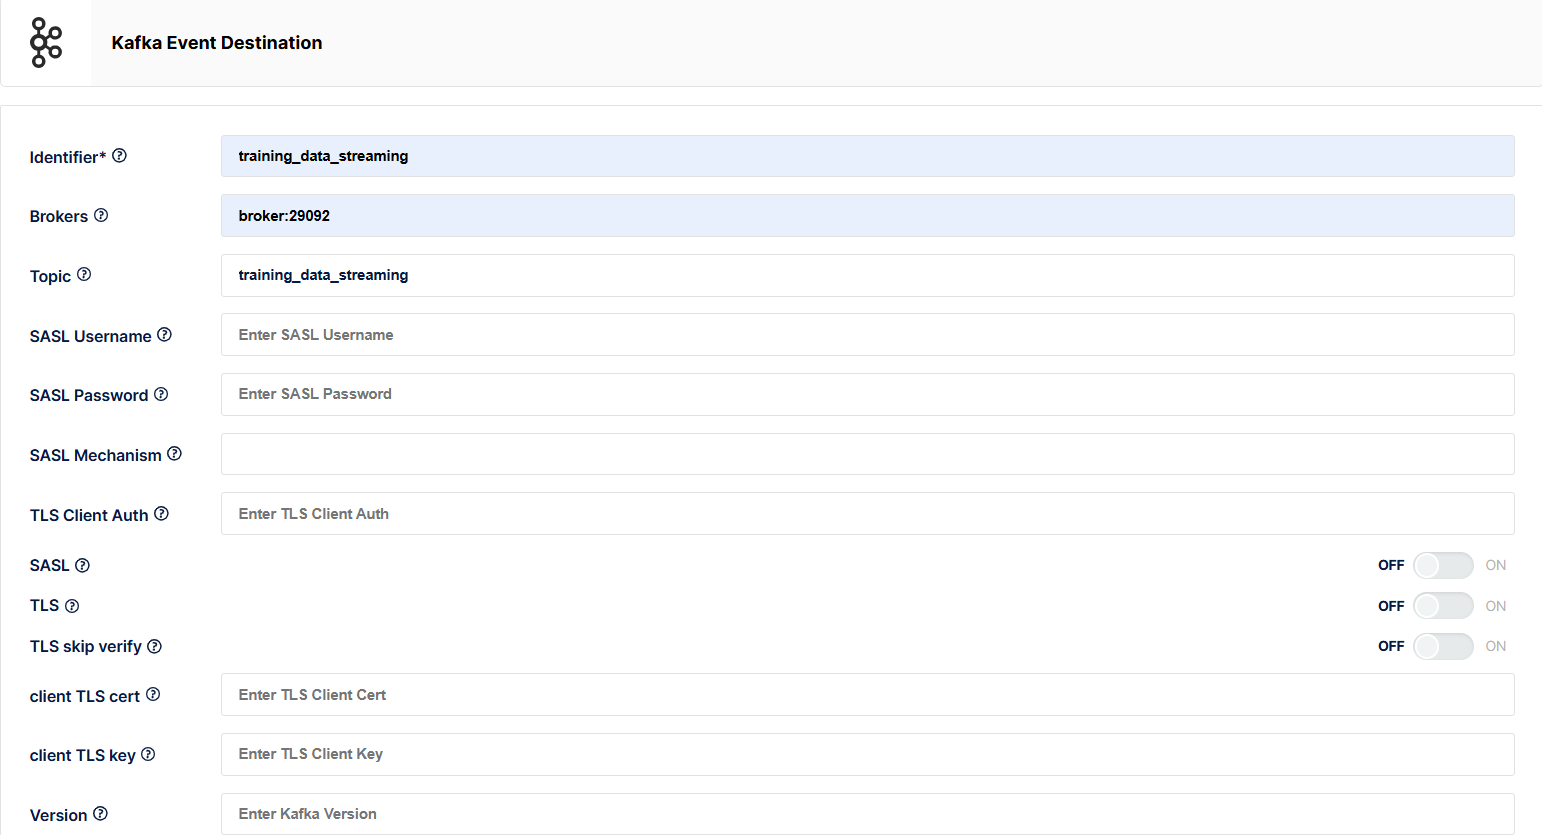 Kafka Event Destination
Identifier* training_data_streaming
Brokers broker:29092
Topic training_data_streaming
SASL Username Enter SASL Username
SASL Password Enter SASL Password
SASL Mechanism
TLS Client Auth Enter TLS Client Auth
SASL OFF ON
TLS OFF ON
TLS skip verify OFF ON
client TLS cert Enter TLS Client Cert
client TLS key Enter TLS Client Key
Version Enter Kafka Version